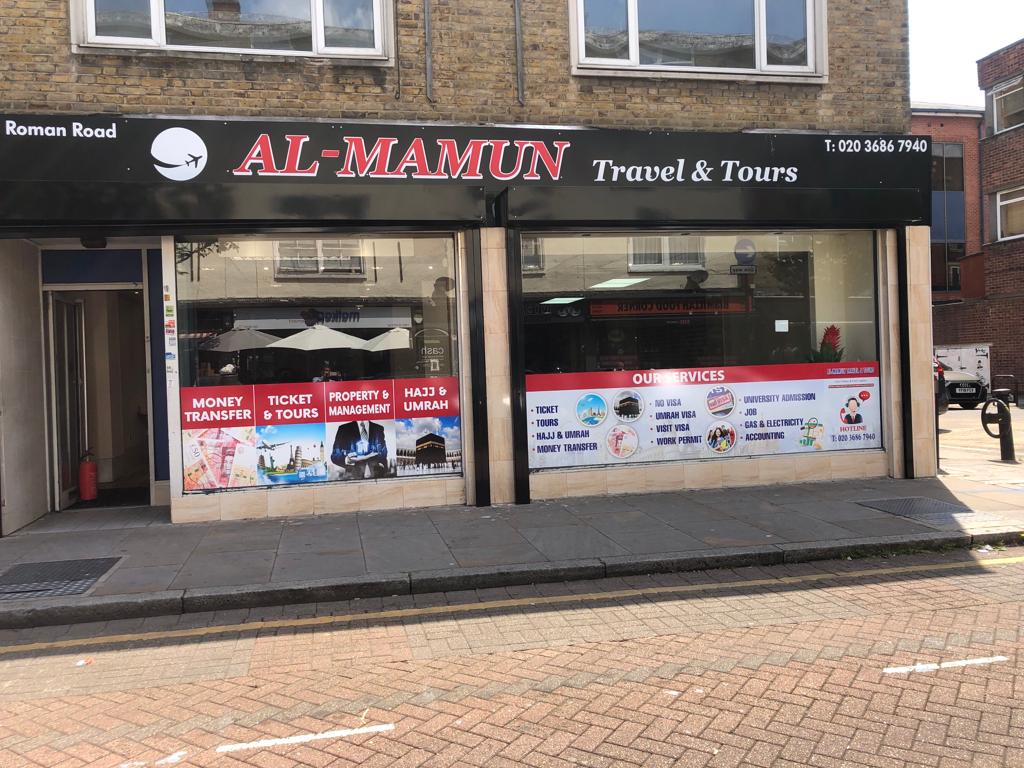 Roman Road
AL-MAMUN
Travel & Tours
T: 020 3686 7940
MONEY
TRANSFER
TICKET
& TOURS
PROPERTY &
MANAGEMENT
HAJJ &
UMRAH
OUR SERVICES
• TICKET
TOURS
• HAJJ & UMRAH
• MONEY TRANSFER
• NO VISA
• UMRAH VISA
• VISIT VISA
• WORK PERMIT
• UNIVERSITY ADMISSION
JOB
• GAS & ELECTRICITY
• ACCOUNTING
HOTLINE
T: 020 3686 7940
cash